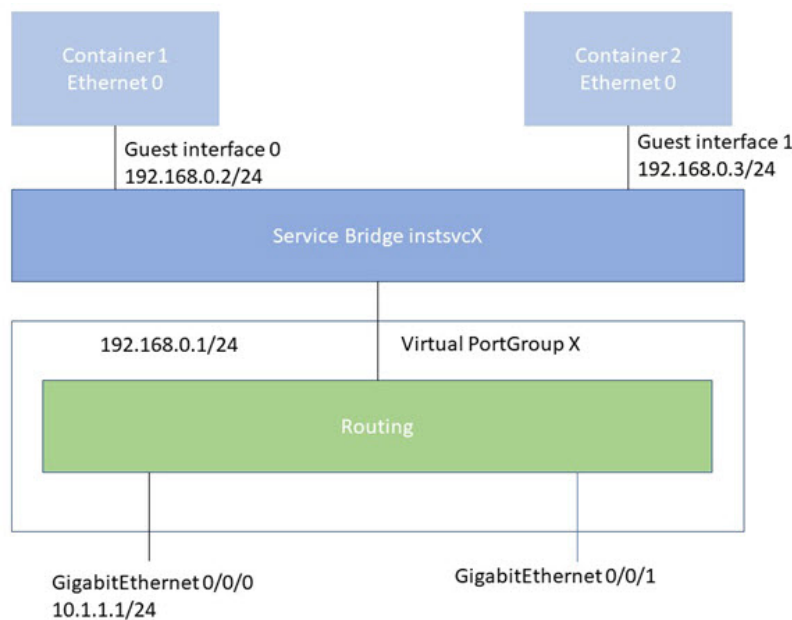 Container 1
Ethernet 0
Container 2
Ethernet 0
Guest interface 0
192.168.0.2/24
Guest interface 1
192.168.0.3/24
Service Bridge instsvcX
192.168.0.1/24
Virtual PortGroup X
Routing
GigabitEthernet 0/0/0
10.1.1.1/24
GigabitEthernet 0/0/1